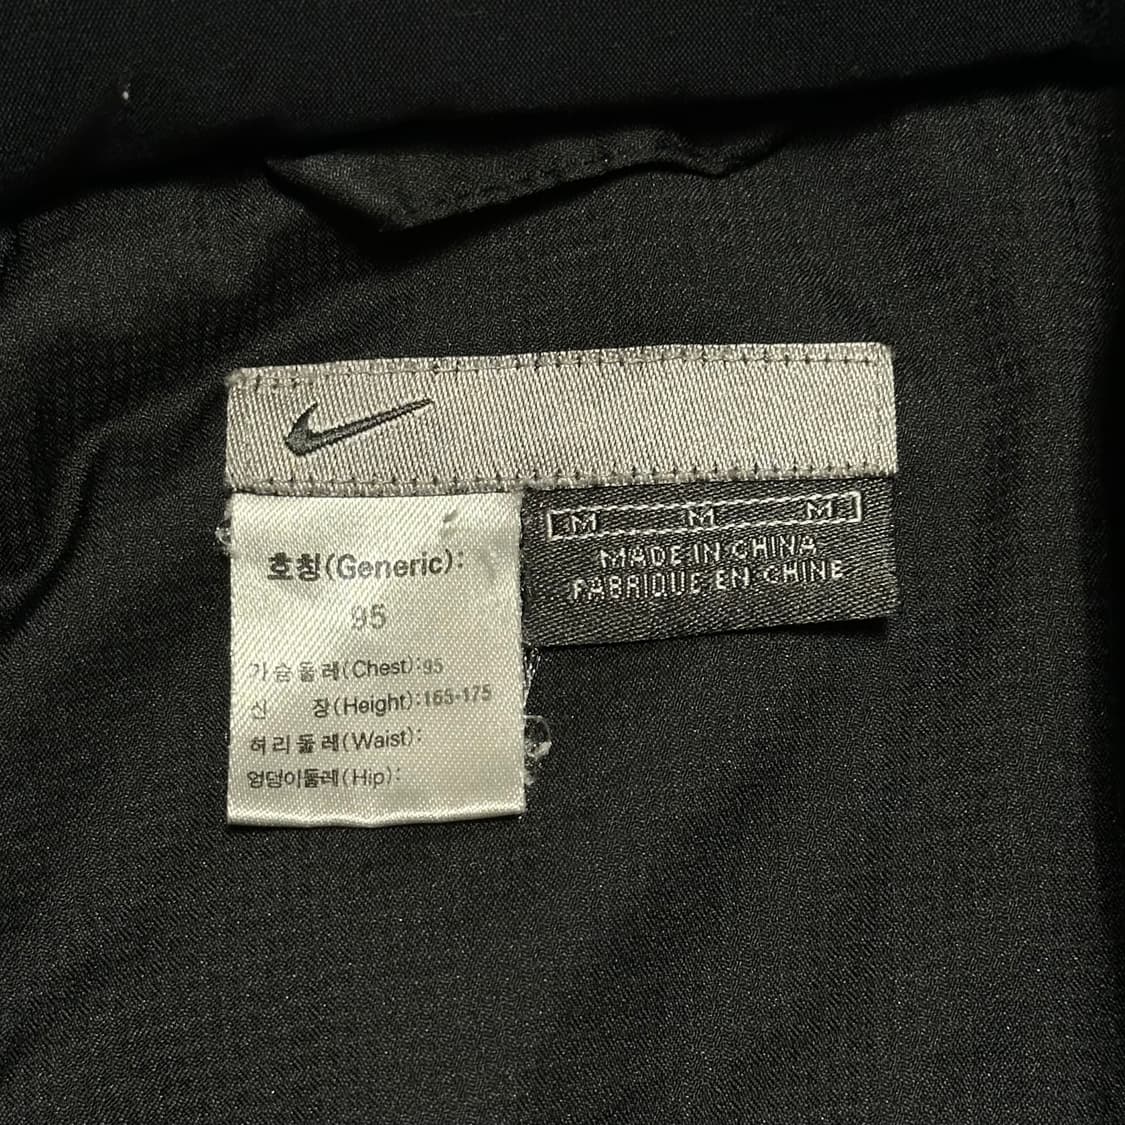 M M M
MADE IN CHINA
FABRIQUE EN CHINE
호칭(Generic):
95
가슴둘레(Chest):95
신 장(Height):165-175
허리둘레(Waist):
엉덩이둘레(Hip):